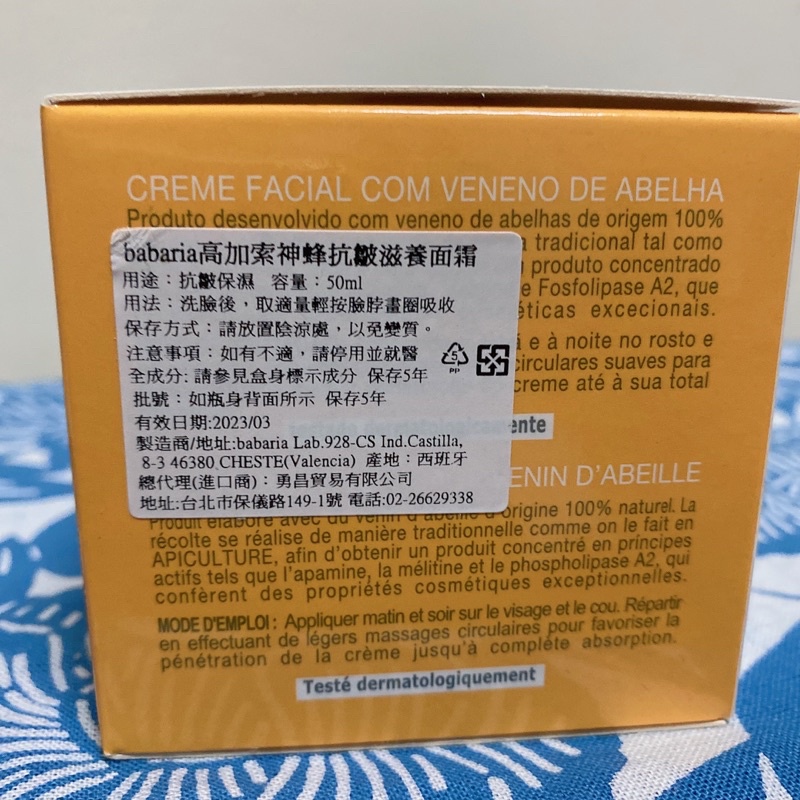 CREME FACIAL COM VENENO DE ABELHA
Produto desenvolvido com veneno de abelhas de origem 100%
a tradicional tal como
produto concentrado
e Fosfolipase A2, que
éticas excecionais.
e à noite no rosto e
circulares suaves para
creme até à sua total
ente
babaria高加索神蜂抗皺滋養面霜
用途：抗皺保濕 容量：50ml
用法：洗臉後，取適量輕按臉脖畫圈吸收
保存方式：請放置陰涼處，以免變質。
注意事項：如有不適，請停用並就醫
5
PP
全成分: 請參見盒身標示成分 保存5年
批號：如瓶身背面所示 保存5年
有效日期:2023/03
製造商/地址:babaria Lab.928-CS Ind.Castilla,
8-3 46380.CHESTE(Valencia) 產地：西班牙
總代理(進口商)：勇昌貿易有限公司
地址:台北市保儀路149-1號 電話:02-26629338
ENIN D'ABEILLE
Produit élaboré avec du venin d'abeille d'origine 100% naturel. La
récolte se réalise de manière traditionnelle comme on le fait en
APICULTURE, afin d'obtenir un produit concentré en principes
actifs tels que l'apamine, la mélitine et le phospholipase A2, qui
confèrent des propriétés cosmétiques exceptionnelles.
MODE D'EMPLOI : Appliquer matin et soir sur le visage et le cou. Répartir
en effectuant de légers massages circulaires pour favoriser la
pénétration de la crème jusqu'à complète absorption.
Testé dermatologiquement